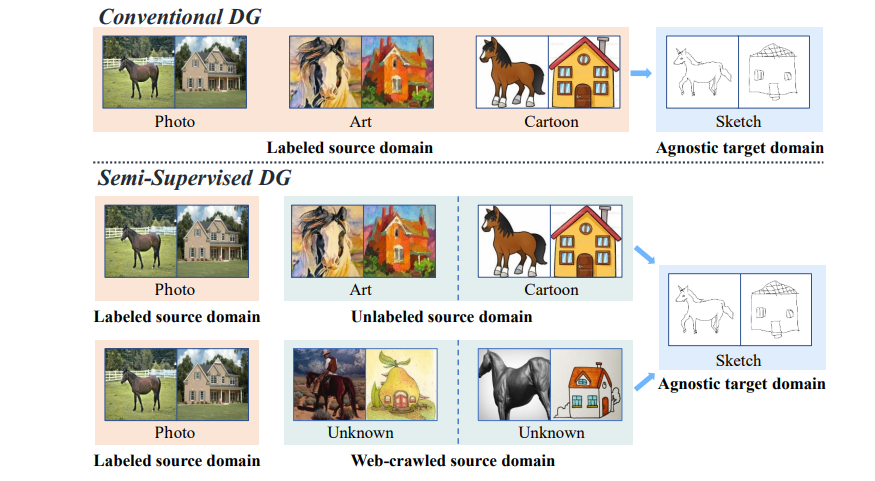 Conventional DG
Photo
Art
Cartoon
Sketch
Labeled source domain
Agnostic target domain
Semi-Supervised DG
Photo
Art
Cartoon
Labeled source domain
Unlabeled source domain
Sketch
Agnostic target domain
Photo
Unknown
Unknown
Labeled source domain
Web-crawled source domain